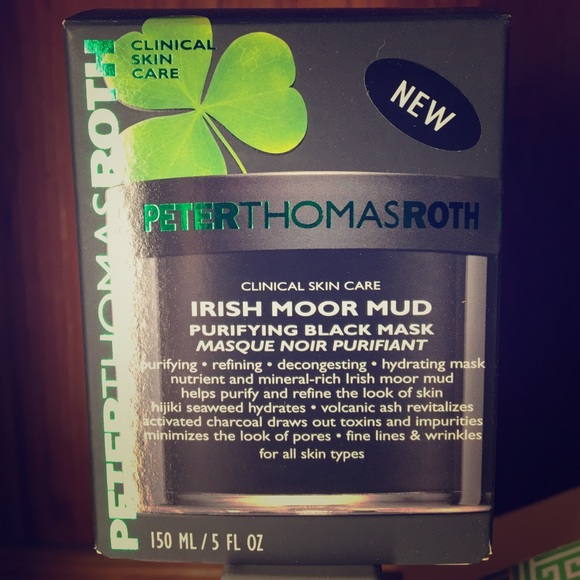 CLINICAL
SKIN
CARE
NEW
PETERTHOMASROTH
PETERTHOMASROTH
CLINICAL SKIN CARE
IRISH MOOR MUD
PURIFYING BLACK MASK
MASQUE NOIR PURIFIANT
purifying • refining • decongesting • hydrating mask
nutrient and mineral-rich Irish moor mud
helps purify and refine the look of skin
hijiki seaweed hydrates • volcanic ash revitalizes
activated charcoal draws out toxins and impurities
minimizes the look of pores • fine lines & wrinkles
for all skin types
150 ML / 5 FL OZ